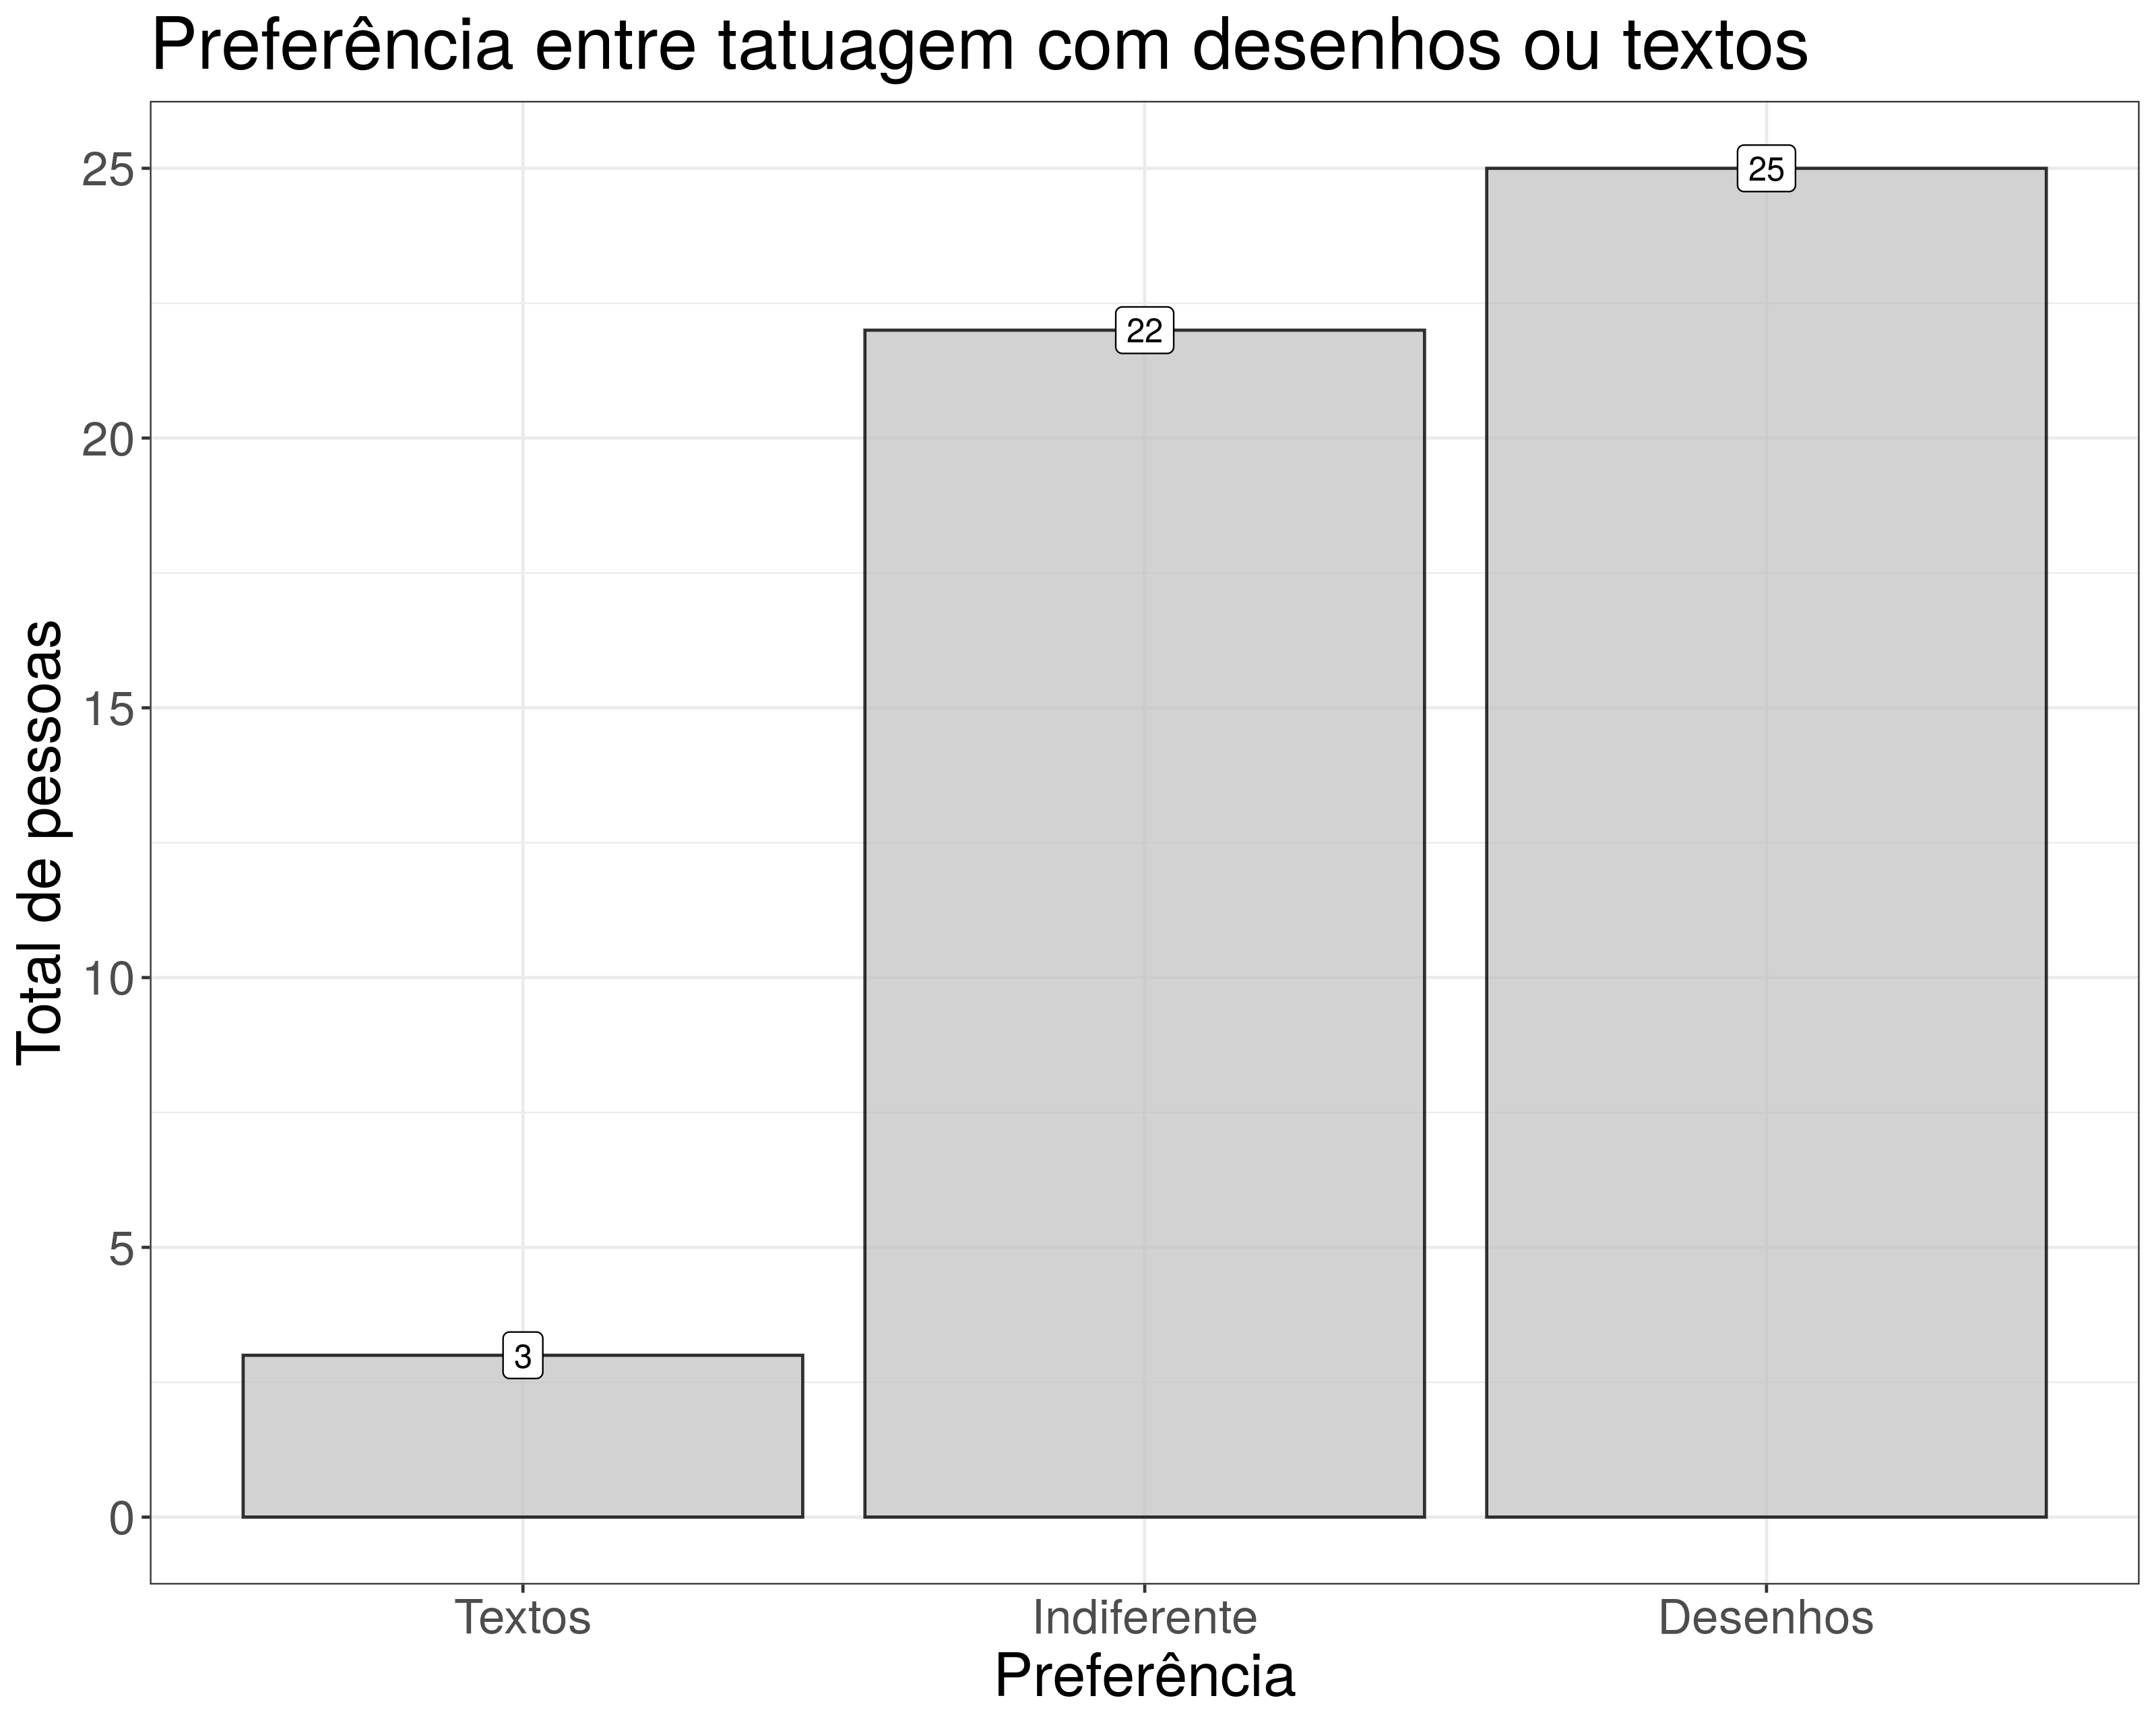 Preferência entre tatuagem com desenhos ou textos
Total de pessoas
25
20
15
10
5
0
3
22
25
Textos
Indiferente
Desenhos
Preferência